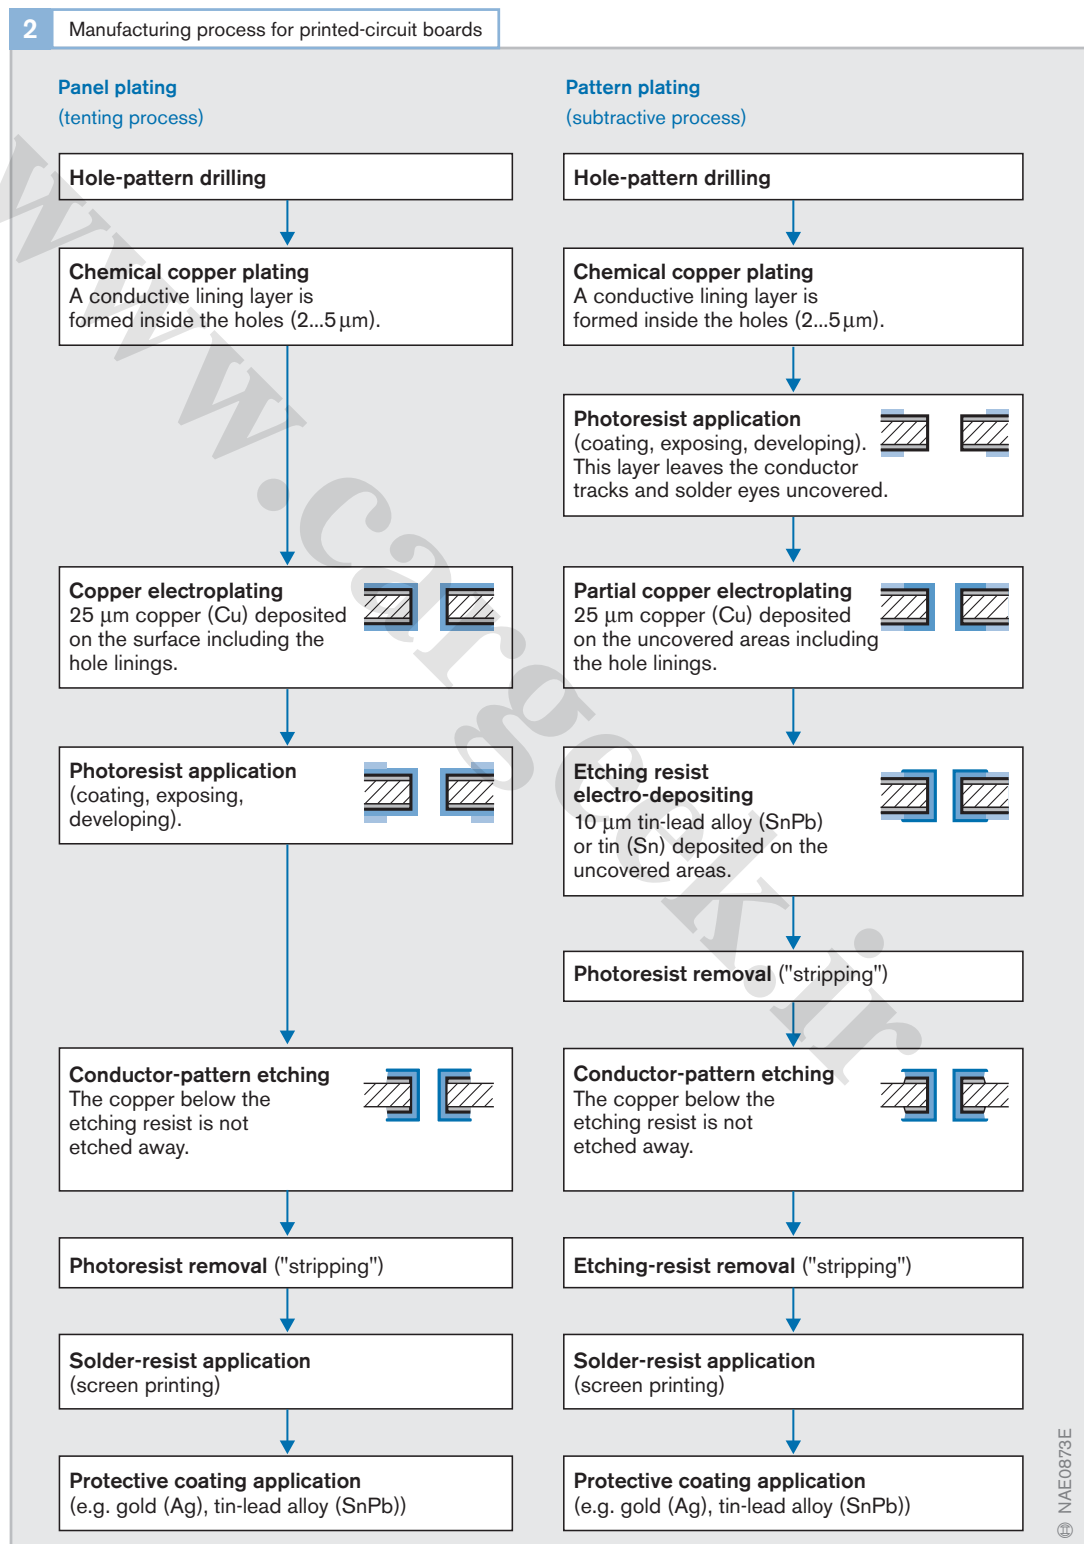 2
Manufacturing process for printed-circuit boards
Panel plating
(tenting process)
Hole-pattern drilling
Chemical copper plating
A conductive lining layer is
formed inside the holes (2...5 µm).
Copper electroplating
25 µm copper (Cu) deposited
on the surface including the
hole linings.
Photoresist application
(coating, exposing,
developing).
Conductor-pattern etching
The copper below the
etching resist is not
etched away.
Photoresist removal ("stripping")
Solder-resist application
(screen printing)
Protective coating application
(e.g. gold (Ag), tin-lead alloy (SnPb))
Pattern plating
(subtractive process)
Hole-pattern drilling
Chemical copper plating
A conductive lining layer is
formed inside the holes (2...5 µm).
Photoresist application
(coating, exposing, developing).
This layer leaves the conductor
tracks and solder eyes uncovered.
Partial copper electroplating
25 µm copper (Cu) deposited
on the uncovered areas including
the hole linings.
Etching resist
electro-depositing
10 µm tin-lead alloy (SnPb)
or tin (Sn) deposited on the
uncovered areas.
Photoresist removal ("stripping")
Conductor-pattern etching
The copper below the
etching resist is not
etched away.
Etching-resist removal ("stripping")
Solder-resist application
(screen printing)
Protective coating application
(e.g. gold (Ag), tin-lead alloy (SnPb))
NAE0873E
www.cargeek.ir